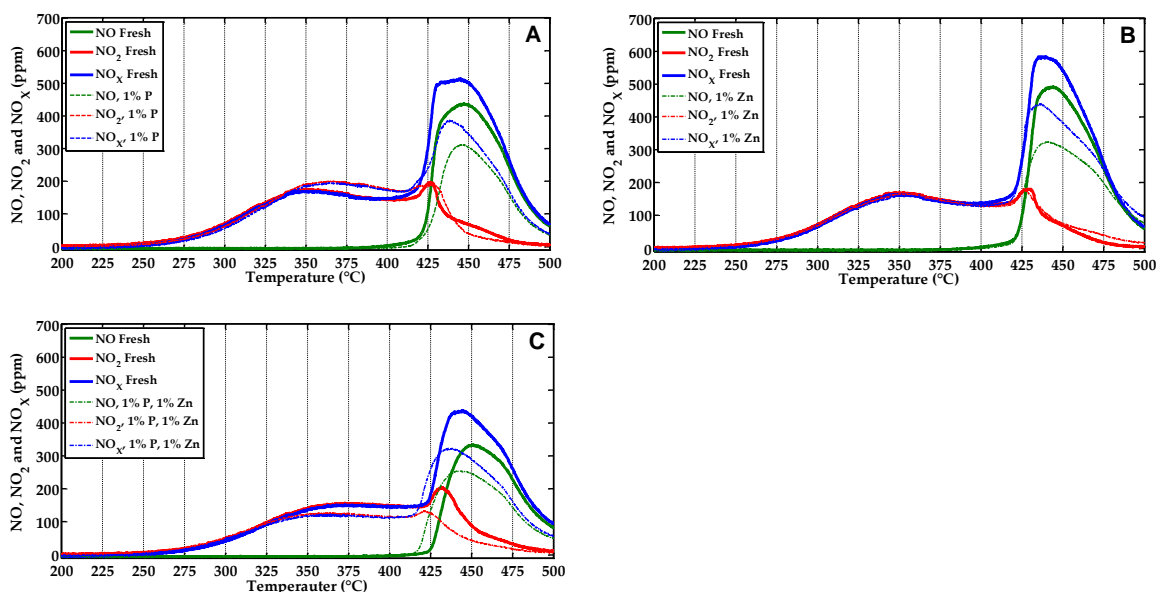 A
NO, NO2 and NOX (ppm)
700
600
500
400
300
200
100
0
NO Fresh
NO2 Fresh
NOX Fresh
NO, 1% P
NO2, 1% P
NOX, 1% P
200 225 250 275 300 325 350 375 400 425 450 475 500
Temperature (°C)
B
NO, NO2 and NOX (ppm)
700
600
500
400
300
200
100
0
NO Fresh
NO2 Fresh
NOX Fresh
NO, 1% Zn
NO2, 1% Zn
NOX, 1% Zn
200 225 250 275 300 325 350 375 400 425 450 475 500
Temperature (°C)
C
NO, NO2 and NOX (ppm)
700
600
500
400
300
200
100
0
NO Fresh
NO2 Fresh
NOX Fresh
NO, 1% P, 1% Zn
NO2, 1% P, 1% Zn
NOX, 1% P, 1% Zn
200 225 250 275 300 325 350 375 400 425 450 475 500
Temperauter (°C)